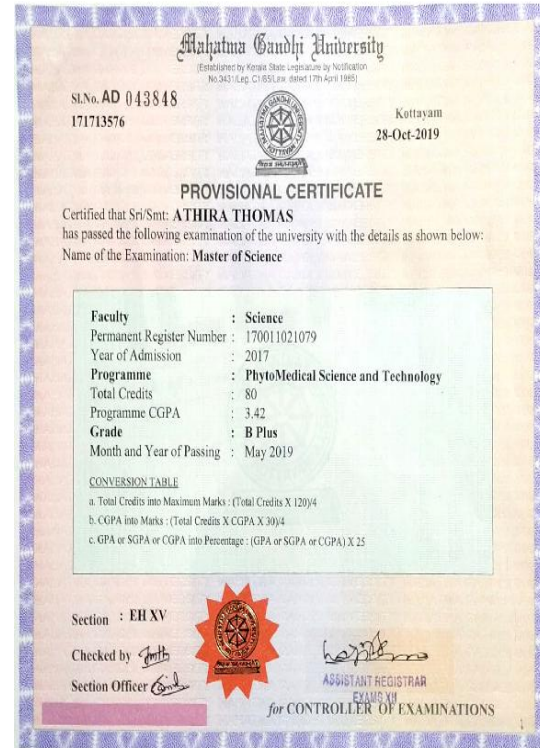 Mahatma Gandhi University
(Established by Kerala State Legislature by Notification
No.3431/Leg. C1/85/Law dated 17th April 1985)
Sl.No. AD 043848
171713576
Kottayam
28-Oct-2019
PROVISIONAL CERTIFICATE
Certified that Sri/Smt: ATHIRA THOMAS
has passed the following examination of the university with the details as shown below:
Name of the Examination: Master of Science
Faculty : Science
Permanent Register Number : 170011021079
Year of Admission : 2017
Programme : PhytoMedical Science and Technology
Total Credits : 80
Programme CGPA : 3.42
Grade : B Plus
Month and Year of Passing : May 2019
CONVERSION TABLE
a. Total Credits into Maximum Marks : (Total Credits X 120)/4
b. CGPA into Marks : (Total Credits X CGPA X 30)/4
c. GPA or SGPA or CGPA into Percentage : (GPA or SGPA or CGPA) X 25
Section : EH XV
Checked by
Section Officer
ASSISTANT REGISTRAR
EXAMS XII
for CONTROLLER OF EXAMINATIONS